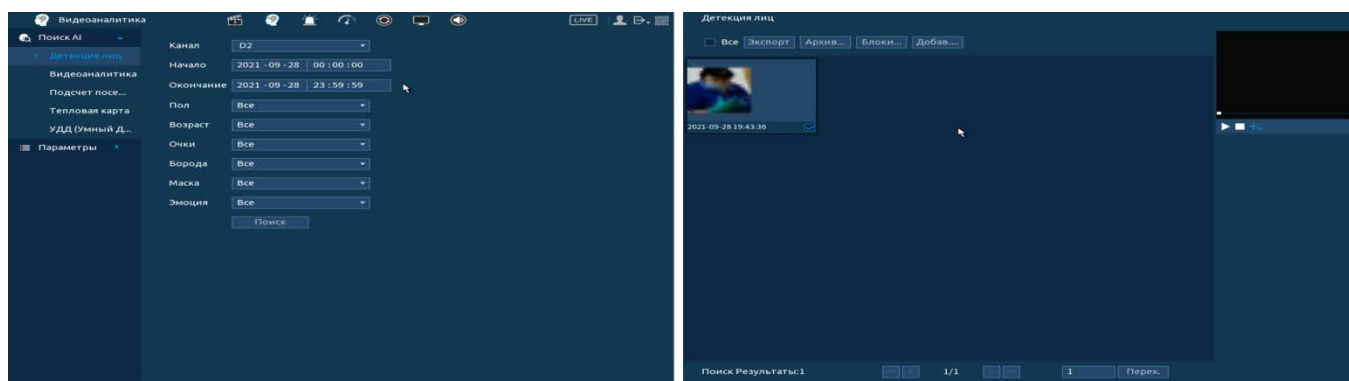 Видеоаналитика
LIVE
Поиск AI
Детекция лиц
Видеоаналитика
Подсчет посе...
Тепловая карта
УДД (Умный Д...
Параметры
Канал D2
Начало 2021 -09 -28 00 :00 :00
Окончание 2021 -09 -28 23 :59 :59
Пол Все
Возраст Все
Очки Все
Борода Все
Маска Все
Эмоция Все
Поиск
Детекция лиц
Все Экспорт Архив... Блоки... Добав....
2021-09-28 19:43:36
Поиск Результаты:1 1/1 1 Перех.